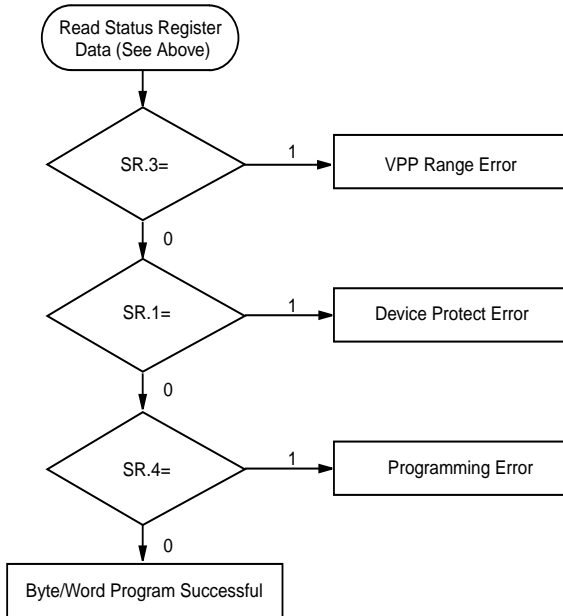 Read Status Register
Data (See Above)
SR.3=
1
VPP Range Error
0
SR.1=
1
Device Protect Error
0
SR.4=
1
Programming Error
0
Byte/Word Program Successful